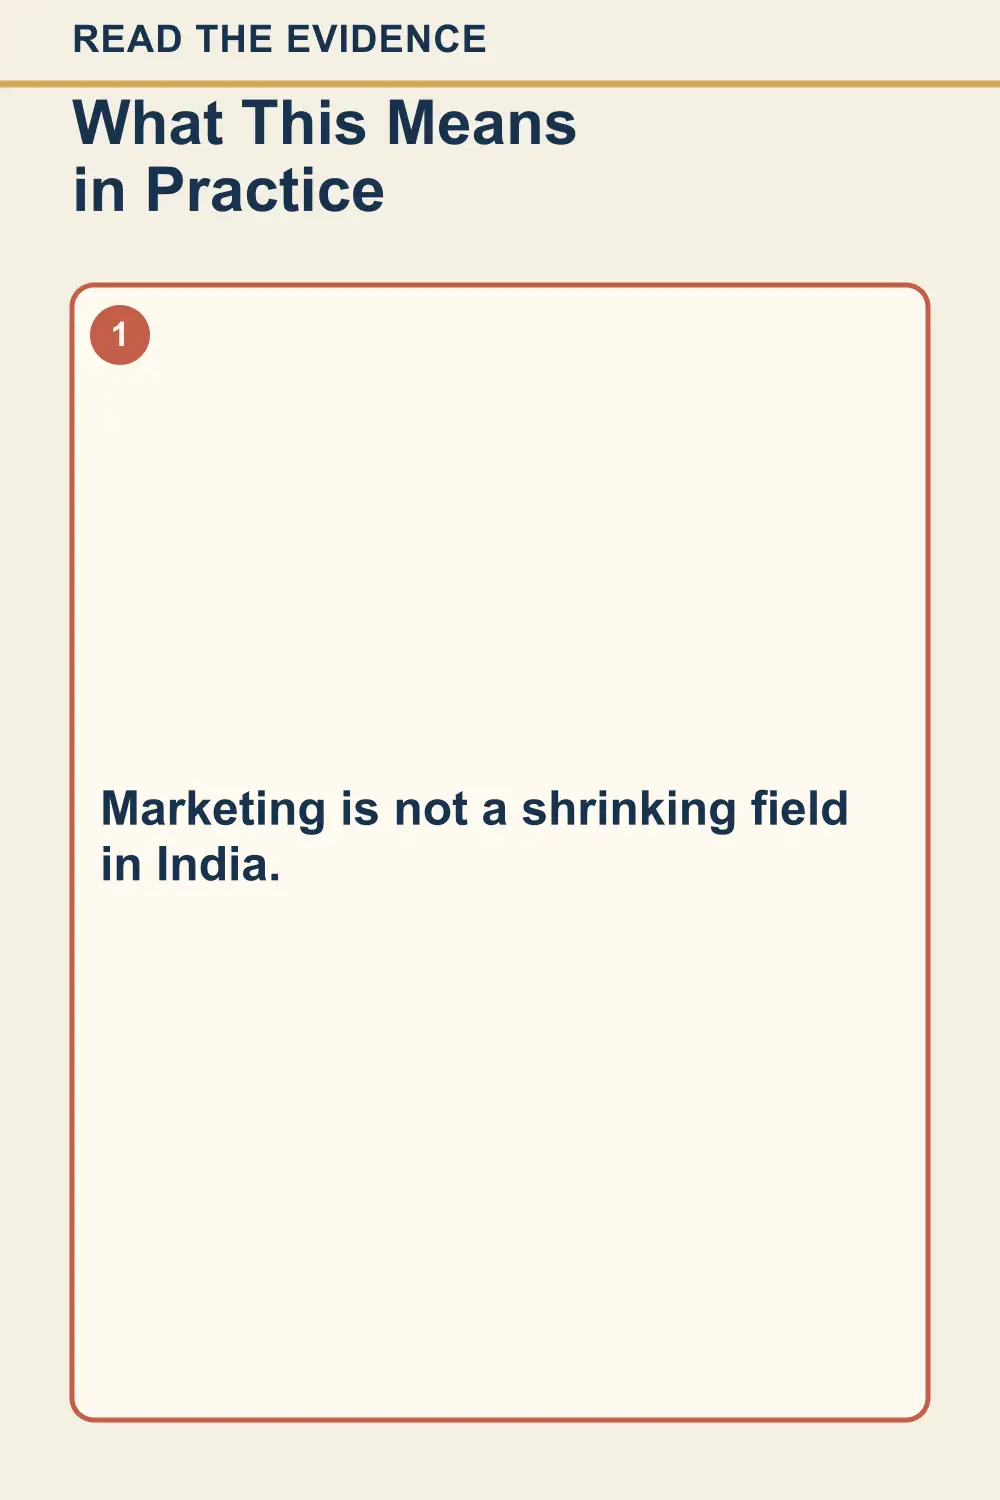 READ THE EVIDENCE
What This Means
in Practice
1
Marketing is not a shrinking field
in India.